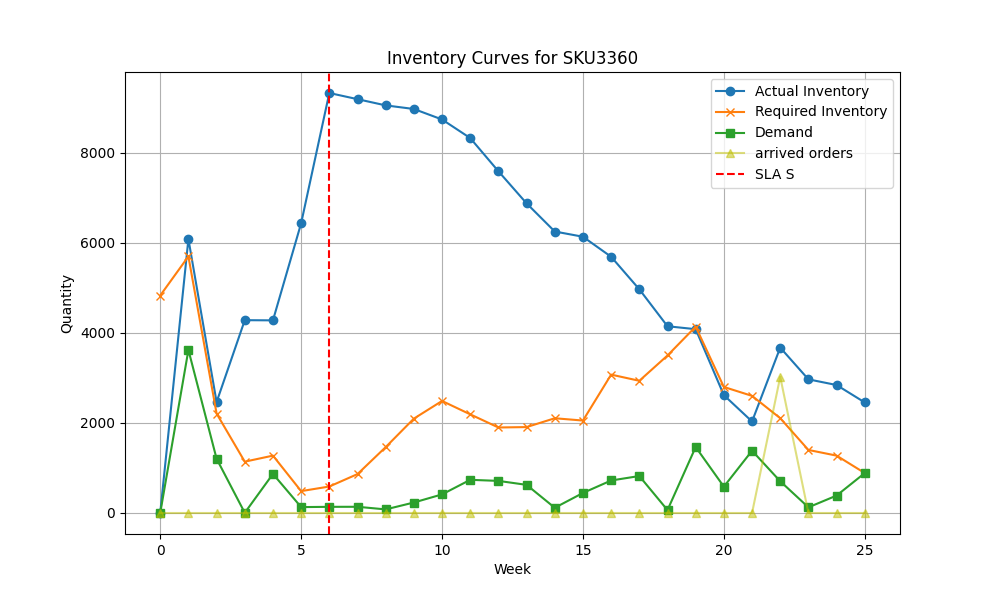 Inventory Curves for SKU3360
Actual Inventory
Required Inventory
Demand
arrived orders
SLA S
Quantity
8000
6000
4000
2000
0
0 5 10 15 20 25
Week